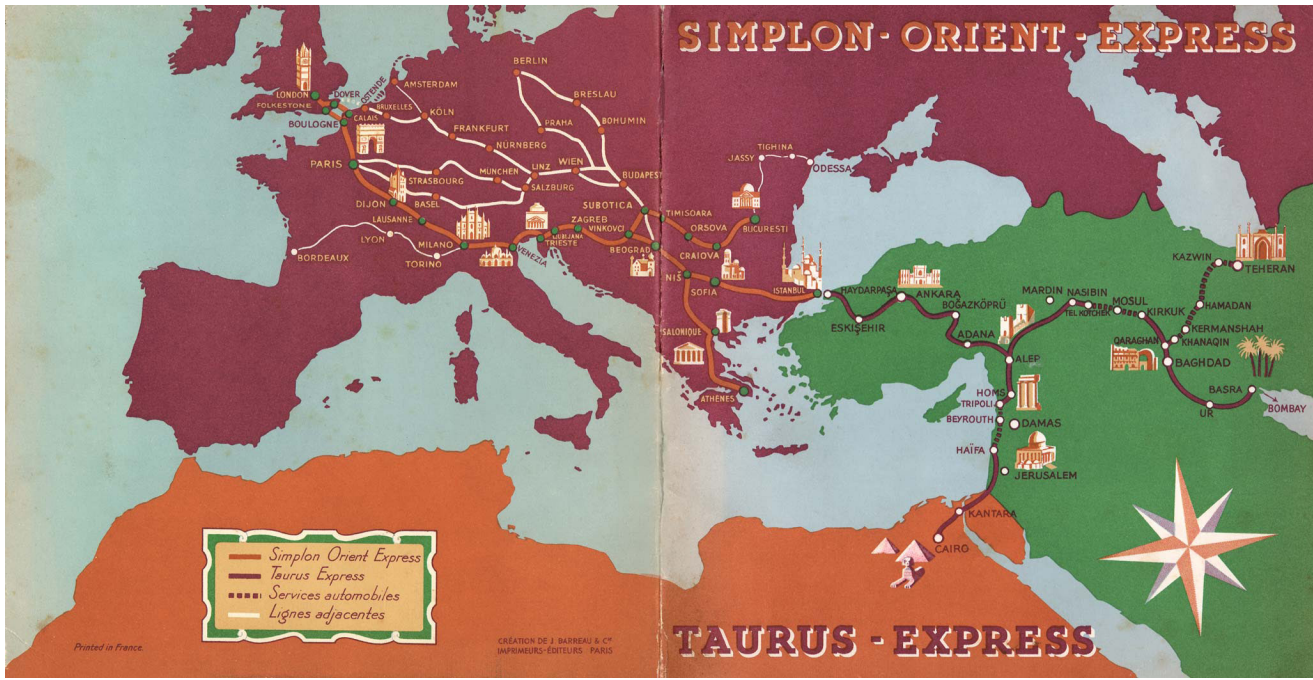 SIMPLON - ORIENT - EXPRESS
BERLIN
AMSTERDAM
OSTENDE
LONDON
DOVER
FOLKESTONE
CALAIS
BRUXELLES
KÖLN
BRESLAU
BOULOGNE
PRAHA
BOHUMIN
FRANKFURT
NÜRNBERG
PARIS
STRASBOURG
MÜNCHEN
LINZ
WIEN
BUDAPEST
SALZBURG
BASEL
DIJON
LAUSANNE
LYON
MILANO
TORINO
BORDEAUX
VENEZIA
TRIESTE
LJUBLJANA
ZAGREB
VINKOVCI
SUBOTICA
BEOGRAD
TIMISOARA
ORSOVA
CRAIOVA
BUCURESTI
JASSY
TIGHINA
ODESSA
NIŠ
SOFIA
ISTANBUL
SALONIQUE
ATHÈNES
HAYDARPAŞA
ESKIŞEHIR
ANKARA
BOĞAZKÖPRÜ
ADANA
ALEP
MARDIN
NASIBIN
TEL KOTCHEK
MOSUL
KIRKUK
KAZWIN
TEHERAN
HAMADAN
KERMANSHAH
KHANAQIN
QARAGHAN
BAGHDAD
BASRA
UR
BOMBAY
HOMS
TRIPOLI
BEYROUTH
DAMAS
HAÏFA
JERUSALEM
KANTARA
CAIRO
Simplon Orient Express
Taurus Express
Services automobiles
Lignes adjacentes
Printed in France.
CRÉATION DE J. BARREAU & Cie
IMPRIMEURS-ÉDITEURS PARIS
TAURUS - EXPRESS